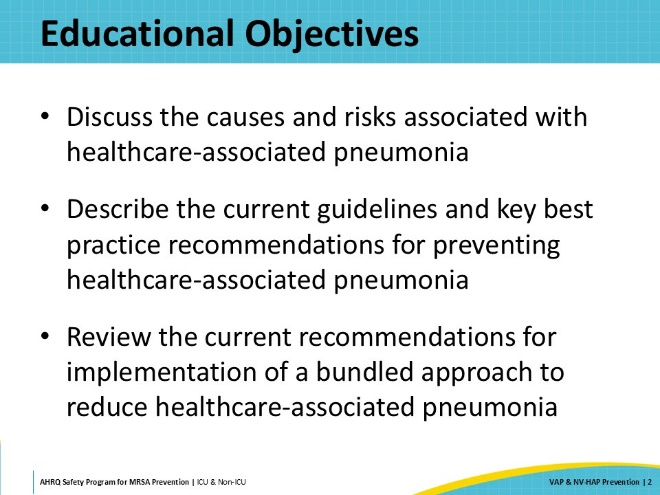 Educational Objectives
• Discuss the causes and risks associated with
healthcare-associated pneumonia
• Describe the current guidelines and key best
practice recommendations for preventing
healthcare-associated pneumonia
• Review the current recommendations for
implementation of a bundled approach to
reduce healthcare-associated pneumonia
AHRQ Safety Program for MRSA Prevention | ICU & Non-ICU
VAP & NV-HAP Prevention | 2